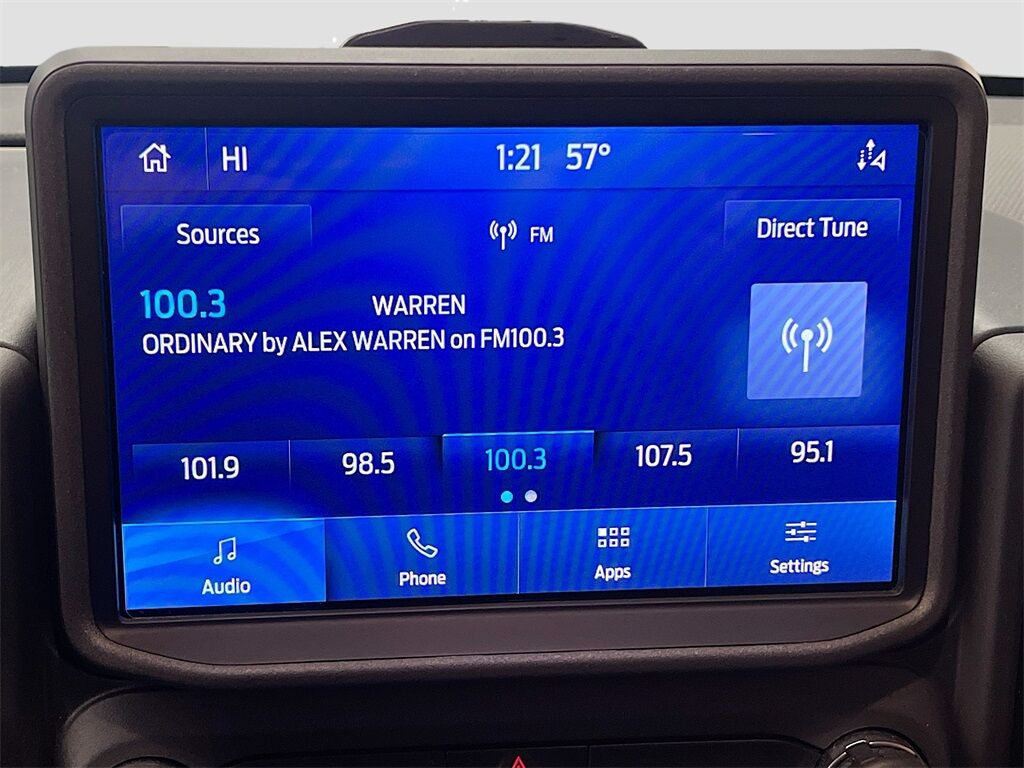 HI 1:21 57°
Sources FM Direct Tune
100.3 WARREN
ORDINARY by ALEX WARREN on FM100.3
101.9 98.5 100.3 107.5 95.1
Audio Phone Apps Settings